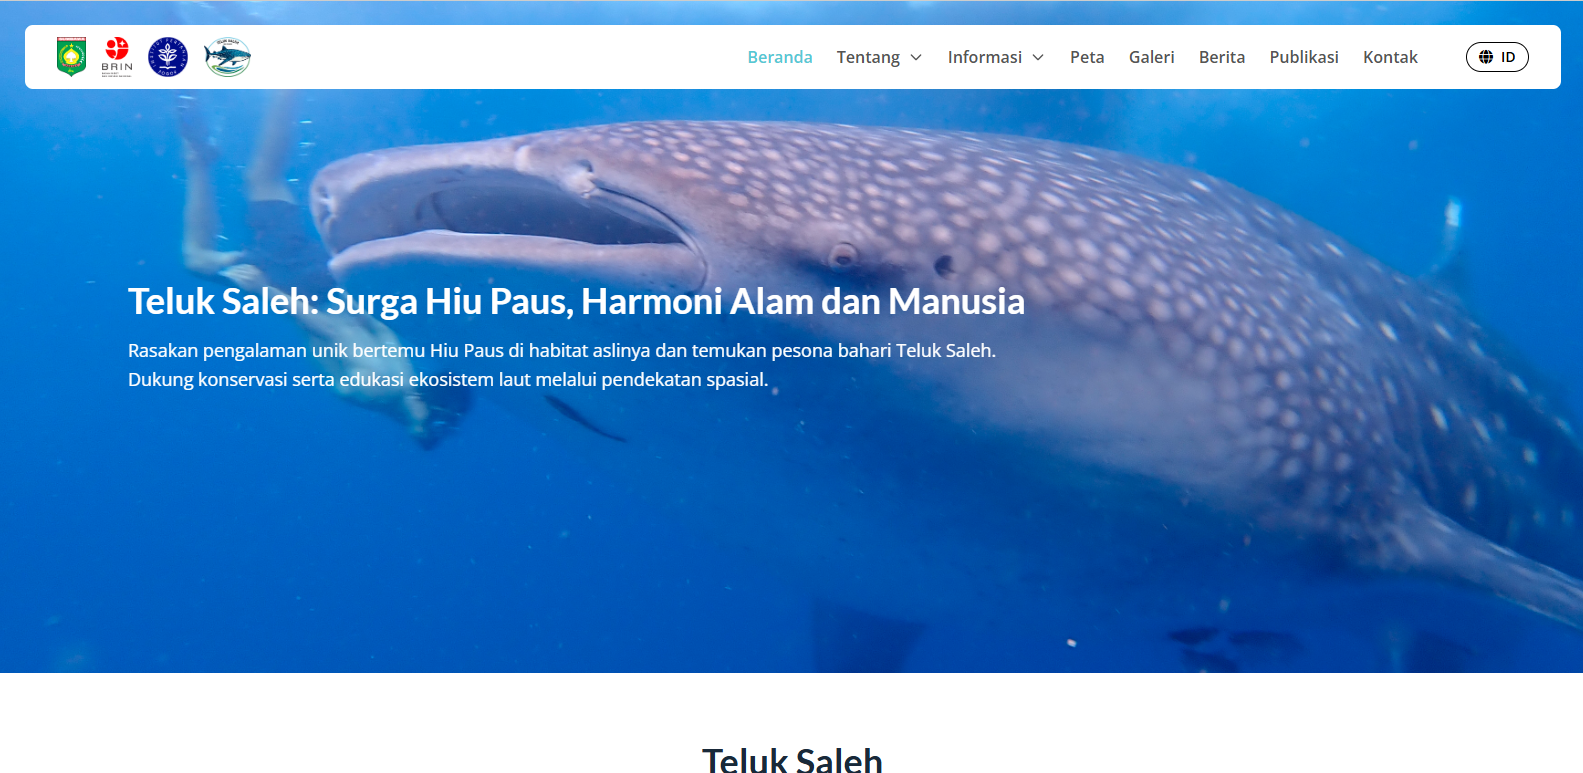 BRIN
TELUK SALEH
Beranda
Tentang
Informasi
Peta
Galeri
Berita
Publikasi
Kontak
ID
Teluk Saleh: Surga Hiu Paus, Harmoni Alam dan Manusia
Rasakan pengalaman unik bertemu Hiu Paus di habitat aslinya dan temukan pesona bahari Teluk Saleh.
Dukung konservasi serta edukasi ekosistem laut melalui pendekatan spasial.
Teluk Saleh